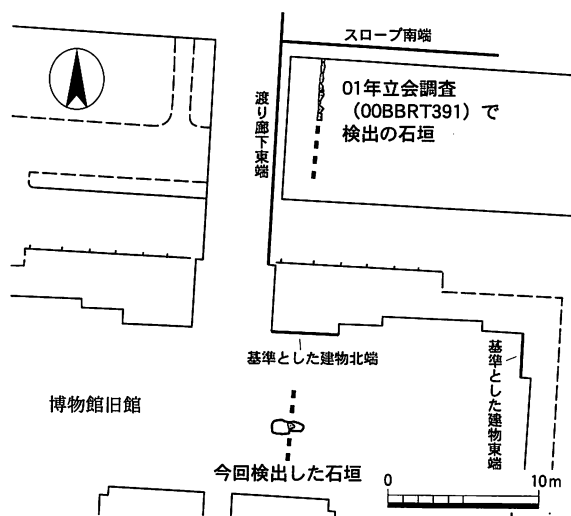 スロープ南端
渡り廊下東端
01年立会調査
（00BBRT391）で
検出の石垣
基準とした建物北端
基準とした建物東端
博物館旧館
今回検出した石垣
0
10m